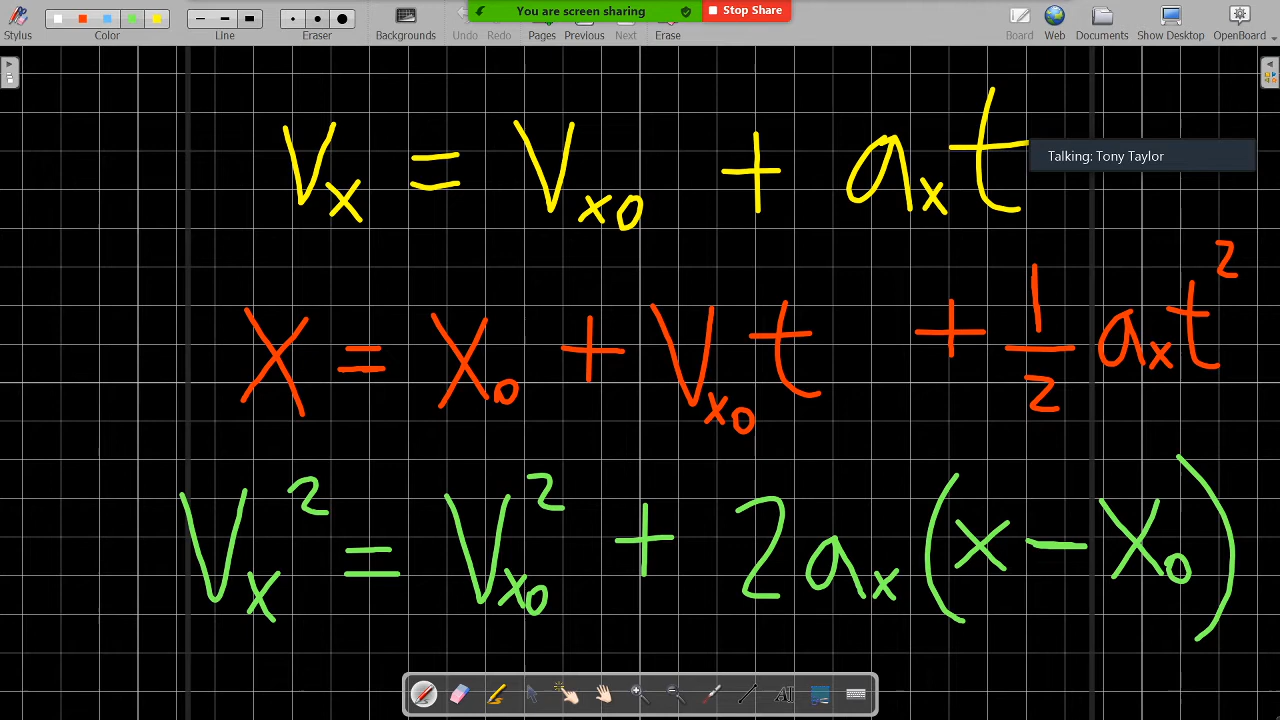 You are screen sharing Stop Share
Stylus Color Line Eraser Backgrounds Undo Redo Pages Previous Next Erase Board Web Documents Show Desktop OpenBoard
Vₓ = Vₓ₀ + aₓt
Talking: Tony Taylor
X = X₀ + Vₓ₀t + 1/2 aₓt²
Vₓ² = Vₓ₀² + 2aₓ(x - X₀)
AI